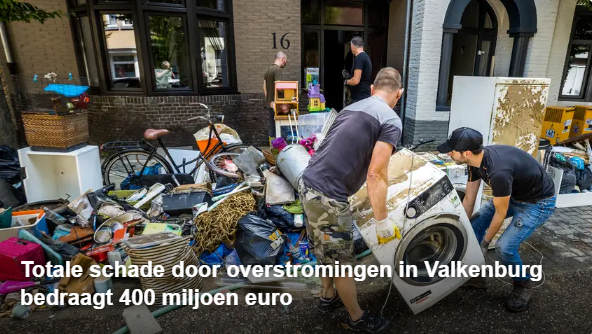 16
Totale schade door overstromingen in Valkenburg
bedraagt 400 miljoen euro